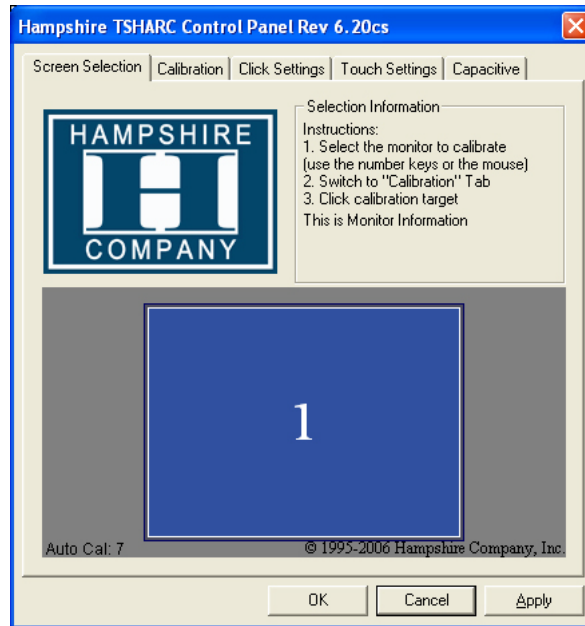 Hampshire TSHARC Control Panel Rev 6.20cs
Screen Selection
Calibration
Click Settings
Touch Settings
Capacitive
HAMPSHIRE
H
COMPANY
Selection Information
Instructions:
1. Select the monitor to calibrate
(use the number keys or the mouse)
2. Switch to "Calibration" Tab
3. Click calibration target
This is Monitor Information
1
Auto Cal: 7
© 1995-2006 Hampshire Company, Inc.
OK
Cancel
Apply